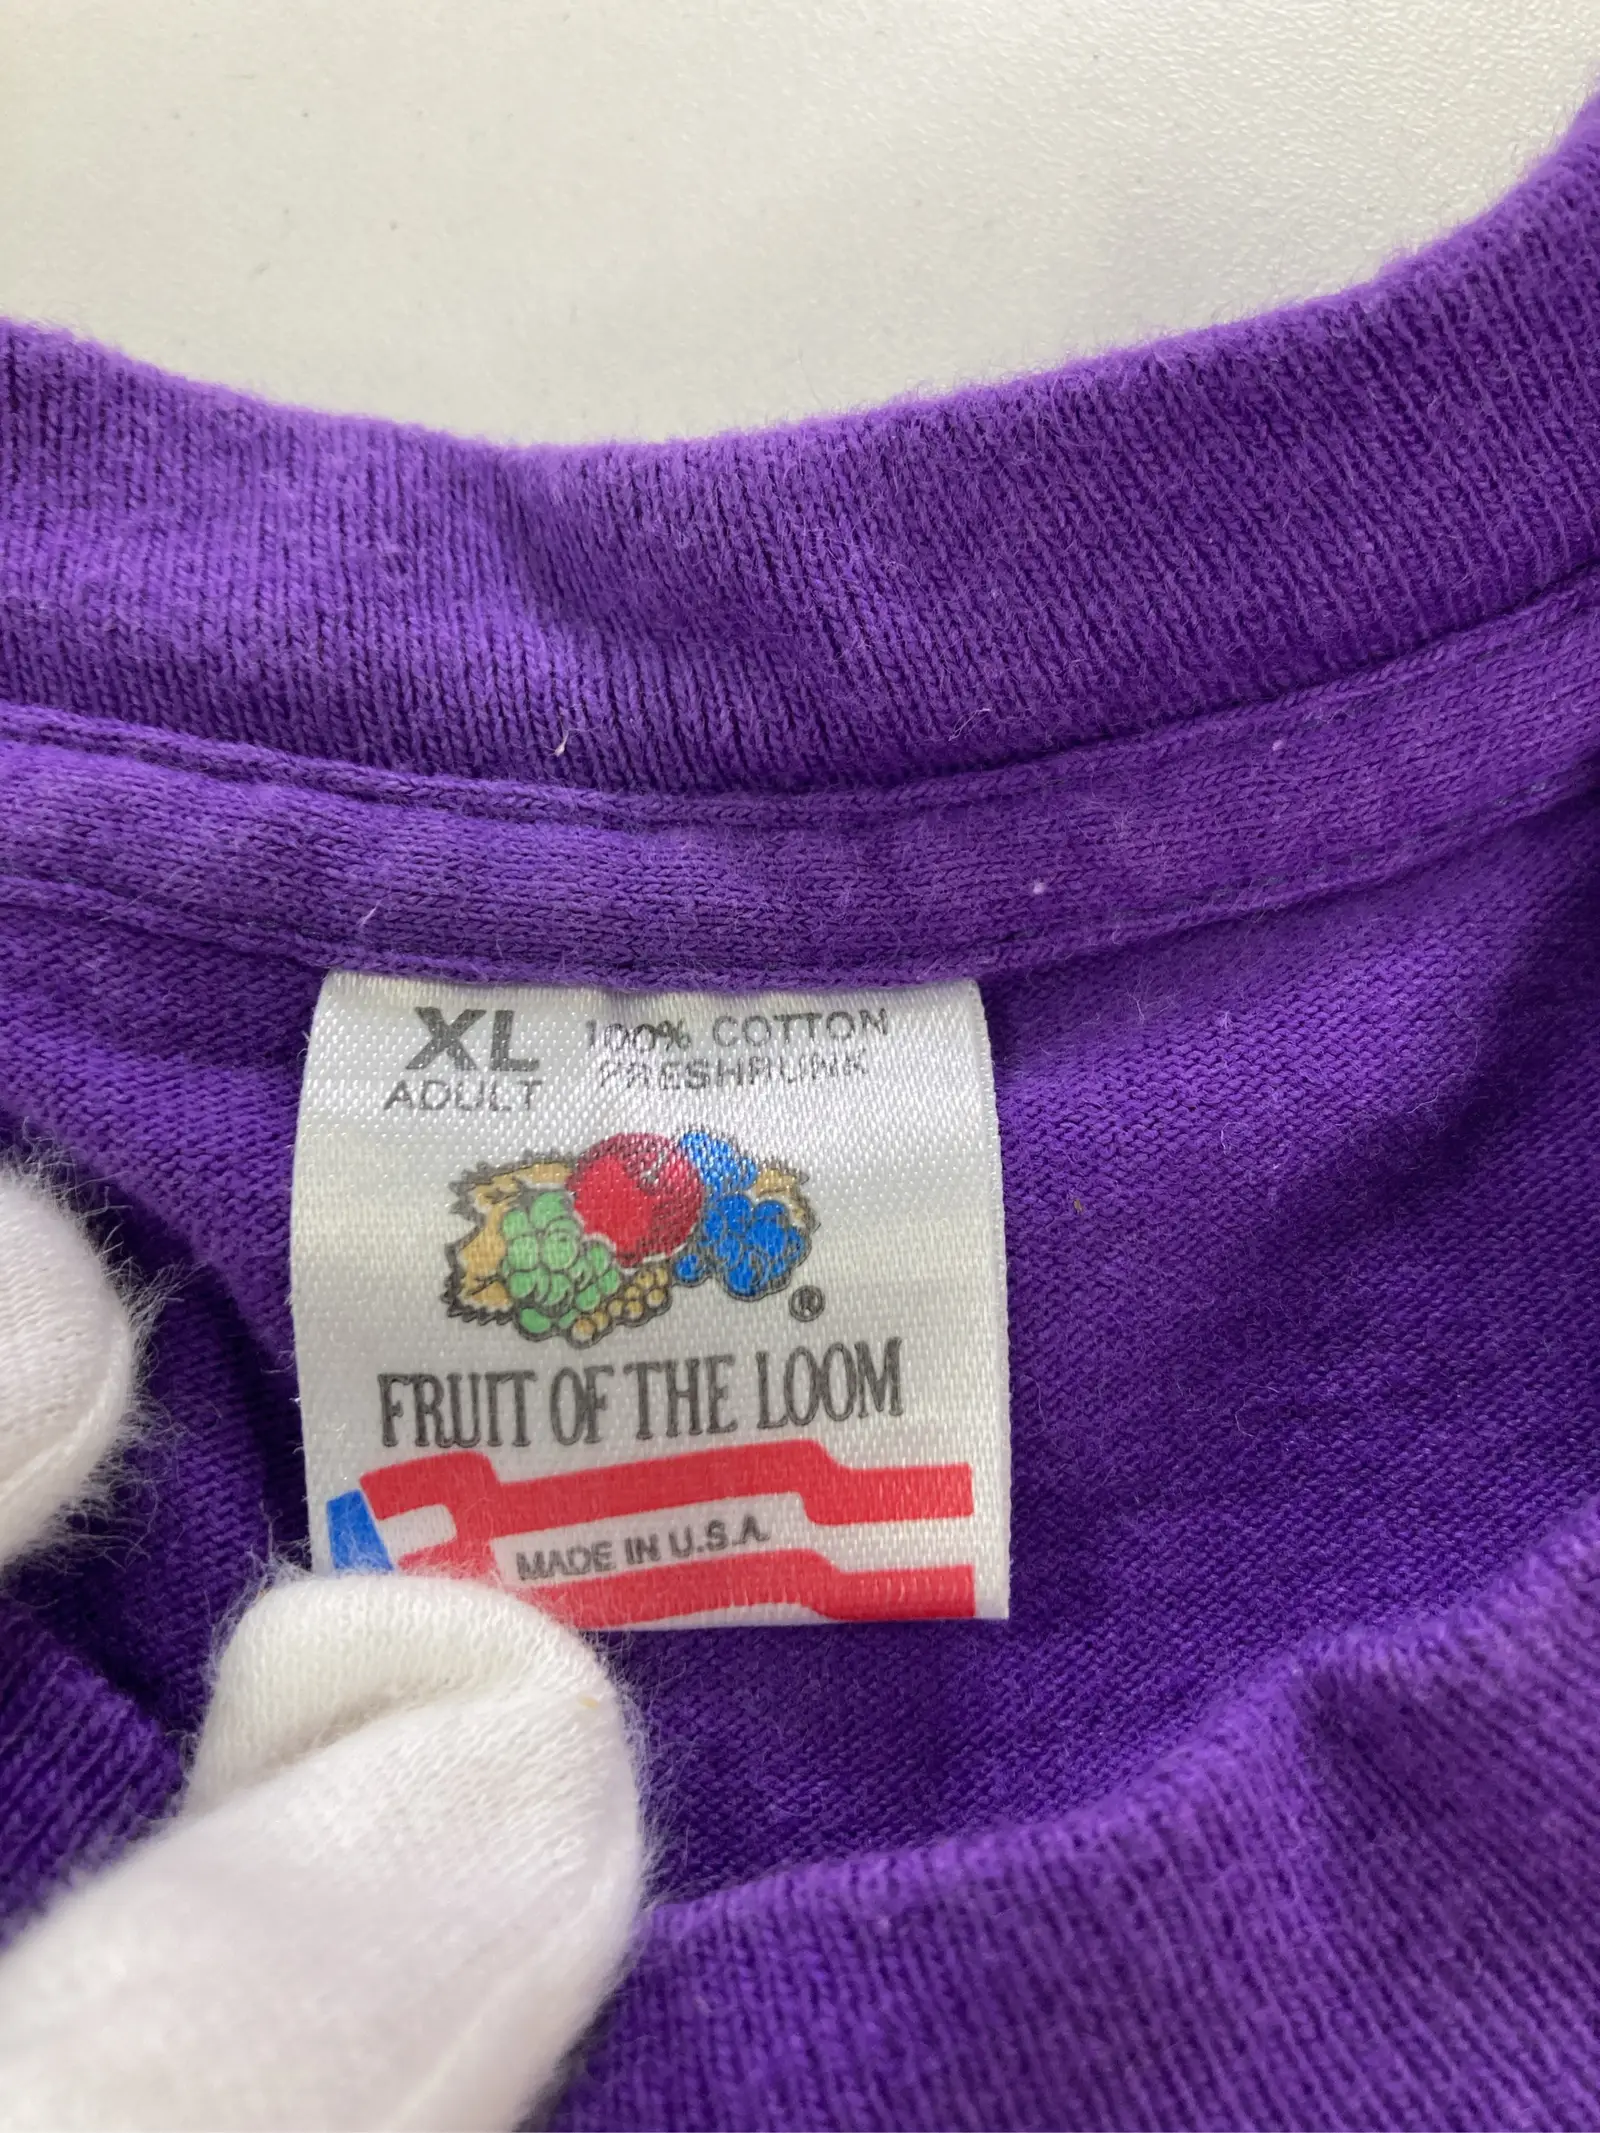 XL 100% COTTON
ADULT PRESHRUNK
®
FRUIT OF THE LOOM
MADE IN U.S.A.